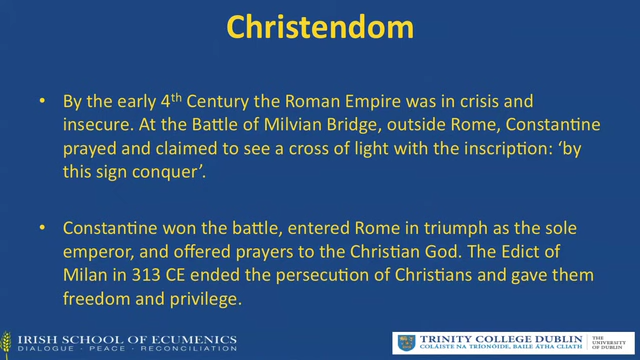 Christendom
• By the early 4th Century the Roman Empire was in crisis and
insecure. At the Battle of Milvian Bridge, outside Rome, Constantine
prayed and claimed to see a cross of light with the inscription: ‘by
this sign conquer’.
• Constantine won the battle, entered Rome in triumph as the sole
emperor, and offered prayers to the Christian God. The Edict of
Milan in 313 CE ended the persecution of Christians and gave them
freedom and privilege.
IRISH SCHOOL OF ECUMENICS
DIALOGUE • PEACE • RECONCILIATION
TRINITY COLLEGE DUBLIN
COLÁISTE NA TRÍONÓIDE, BAILE ÁTHA CLIATH
THE
UNIVERSITY
OF DUBLIN